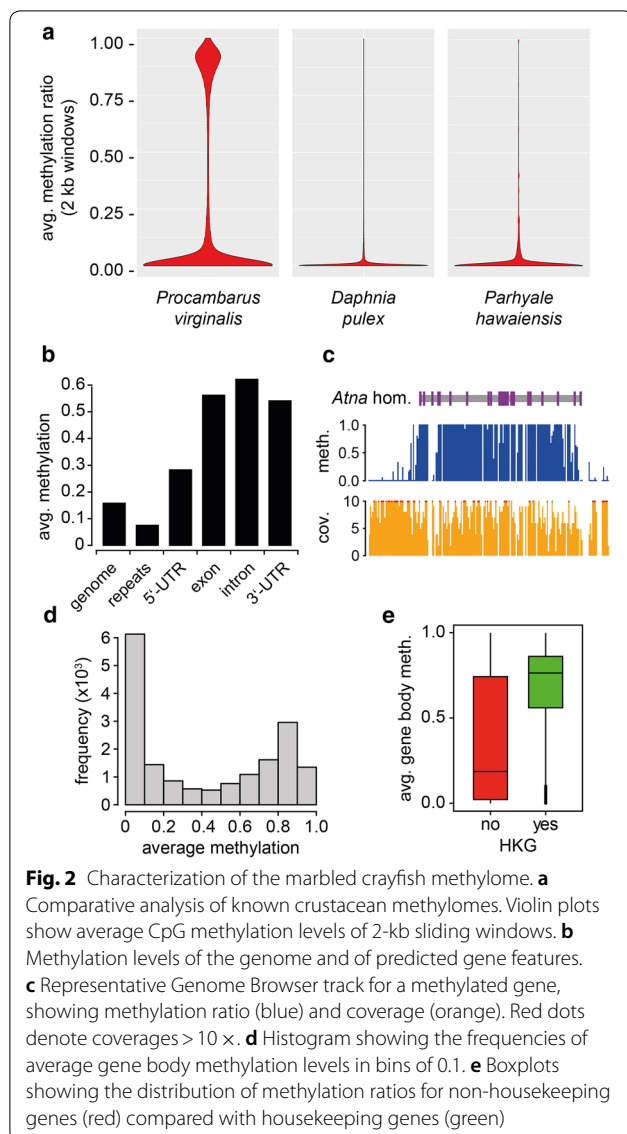 a
avg. methylation ratio
(2 kb windows)
1.00
0.75
0.50
0.25
0.00
Procambarus
virginalis
Daphnia
pulex
Parhyale
hawaiensis
b
avg. methylation
0.6
0.5
0.4
0.3
0.2
0.1
0
genome
repeats
5'-UTR
exon
intron
3'-UTR
c
Atna hom.
meth.
1.0
0.5
0.0
cov.
10
5
0
d
frequency (x10³)
6
5
4
3
2
1
0
0 0.2 0.4 0.6 0.8 1.0
average methylation
e
avg. gene body meth.
1.0
0.5
0.0
no yes
HKG
Fig. 2 Characterization of the marbled crayfish methylome. a
Comparative analysis of known crustacean methylomes. Violin plots
show average CpG methylation levels of 2-kb sliding windows. b
Methylation levels of the genome and of predicted gene features.
c Representative Genome Browser track for a methylated gene,
showing methylation ratio (blue) and coverage (orange). Red dots
denote coverages > 10 ×. d Histogram showing the frequencies of
average gene body methylation levels in bins of 0.1. e Boxplots
showing the distribution of methylation ratios for non-housekeeping
genes (red) compared with housekeeping genes (green)